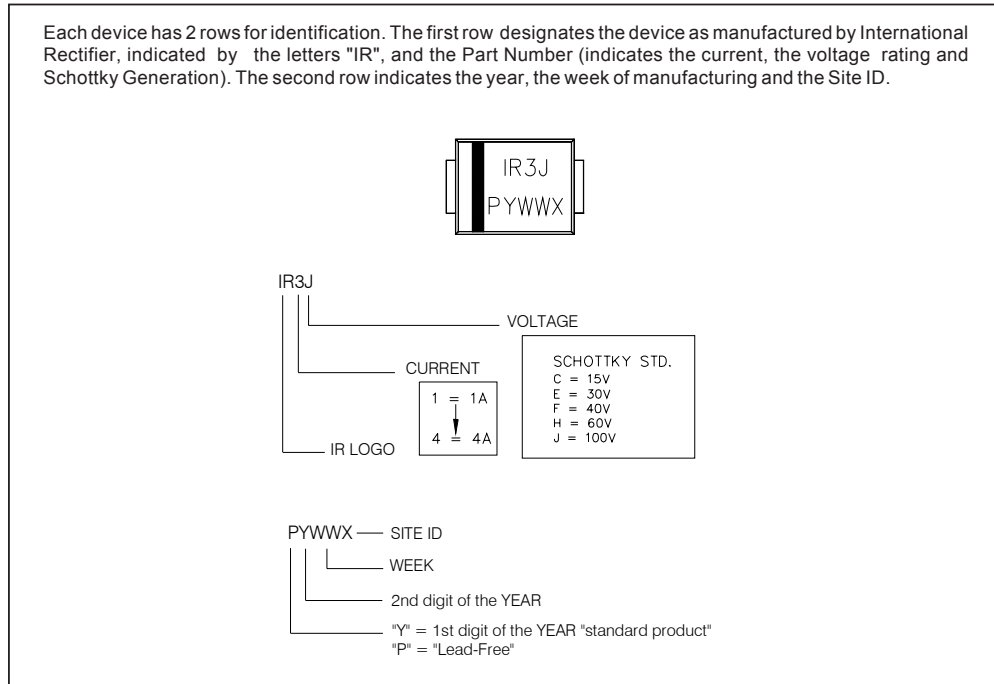 Each device has 2 rows for identification. The first row designates the device as manufactured by International
Rectifier, indicated by the letters "IR", and the Part Number (indicates the current, the voltage rating and
Schottky Generation). The second row indicates the year, the week of manufacturing and the Site ID.
IR3J
PYWWX
IR3J
VOLTAGE
SCHOTTKY STD.
C = 15V
E = 30V
F = 40V
H = 60V
J = 100V
CURRENT
1 = 1A
4 = 4A
IR LOGO
PYWWX
SITE ID
WEEK
2nd digit of the YEAR
"Y" = 1st digit of the YEAR "standard product"
"P" = "Lead-Free"